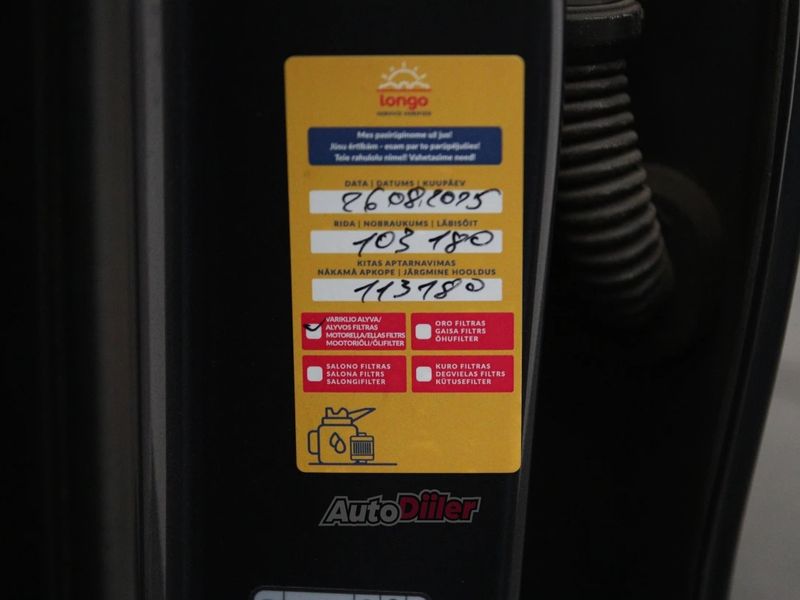 longo
Mes pasirūpinome už jus!
Jūsu ērtībām - esam par to parūpējušies!
Teie rahulolu nimel! Vahetasime need!
DATA | DATUMS | KUUPÄEV
26 08.2025
RIDA | NOBRAUKUMS | LÄBISÕIT
103 180
KITAS APTARNAVIMAS
NĀKAMĀ APKOPE | JÄRGMINE HOOLDUS
113180
VARIKLIO ALYVA/
ALYVOS FILTRAS
MOTOREĻĻA/EĻĻAS FILTRS
MOOTORIÕLI/ÕLIFILTER
ORO FILTRAS
GAISA FILTRS
ÕHUFILTER
SALONO FILTRAS
SALONA FILTRS
SALONGIFILTER
KURO FILTRAS
DEGVIELAS FILTRS
KÜTUSEFILTER
AutoDiiler